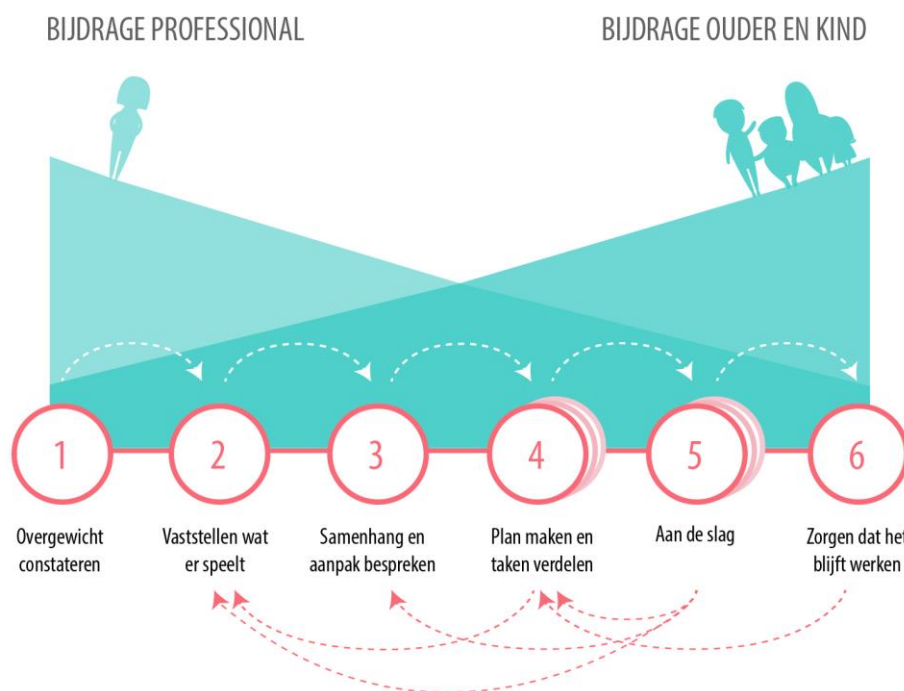 BIJDRAGE PROFESSIONAL
BIJDRAGE OUDER EN KIND
1
2
3
4
5
6
Overgewicht
constateren
Vaststellen wat
er speelt
Samenhang en
aanpak bespreken
Plan maken en
taken verdelen
Aan de slag
Zorgen dat het
blijft werken